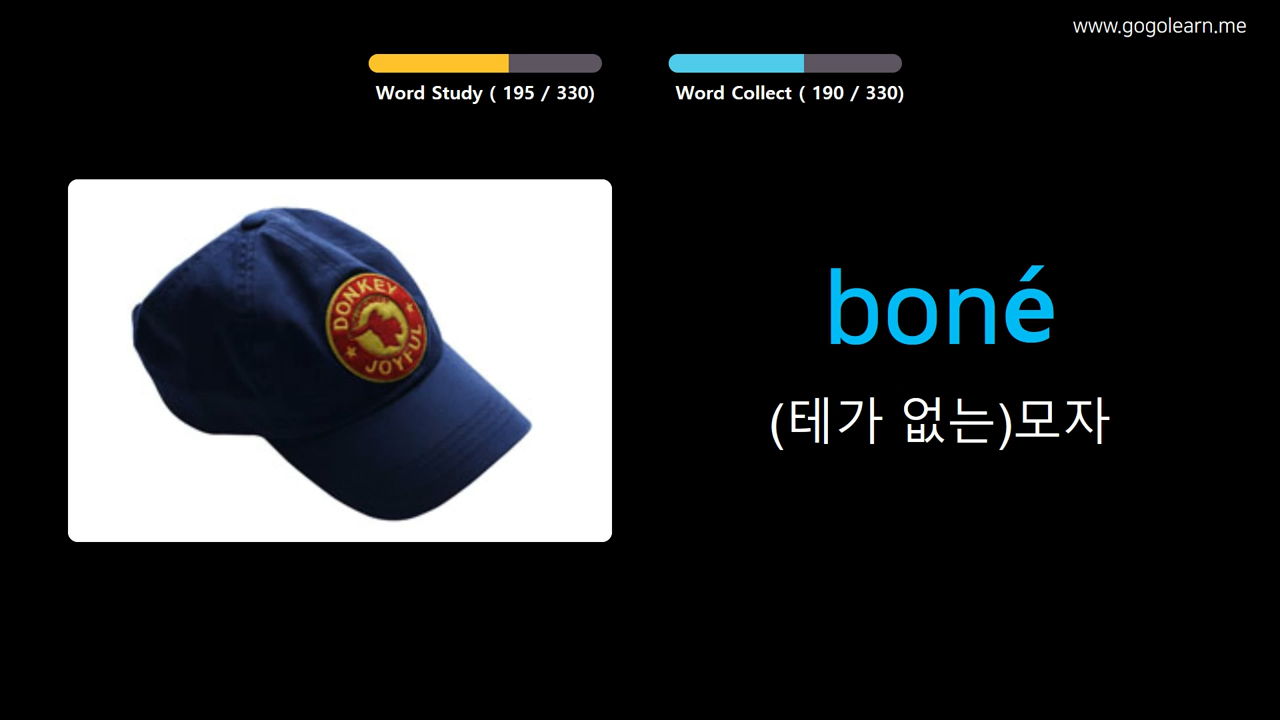 www.gogolearn.me
Word Study ( 195 / 330)
Word Collect ( 190 / 330)
DONKEY
JOYFUL
boné
(테가 없는)모자